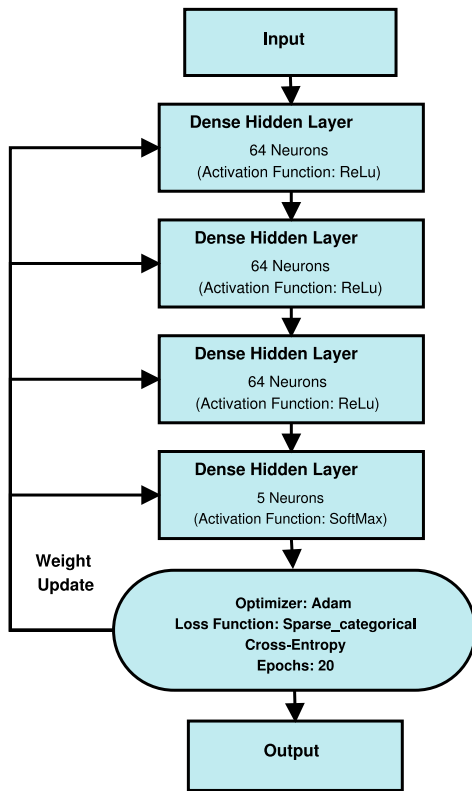 Input
Dense Hidden Layer
64 Neurons
(Activation Function: ReLu)
Dense Hidden Layer
64 Neurons
(Activation Function: ReLu)
Dense Hidden Layer
64 Neurons
(Activation Function: ReLu)
Dense Hidden Layer
5 Neurons
(Activation Function: SoftMax)
Weight
Update
Optimizer: Adam
Loss Function: Sparse_categorical
Cross-Entropy
Epochs: 20
Output